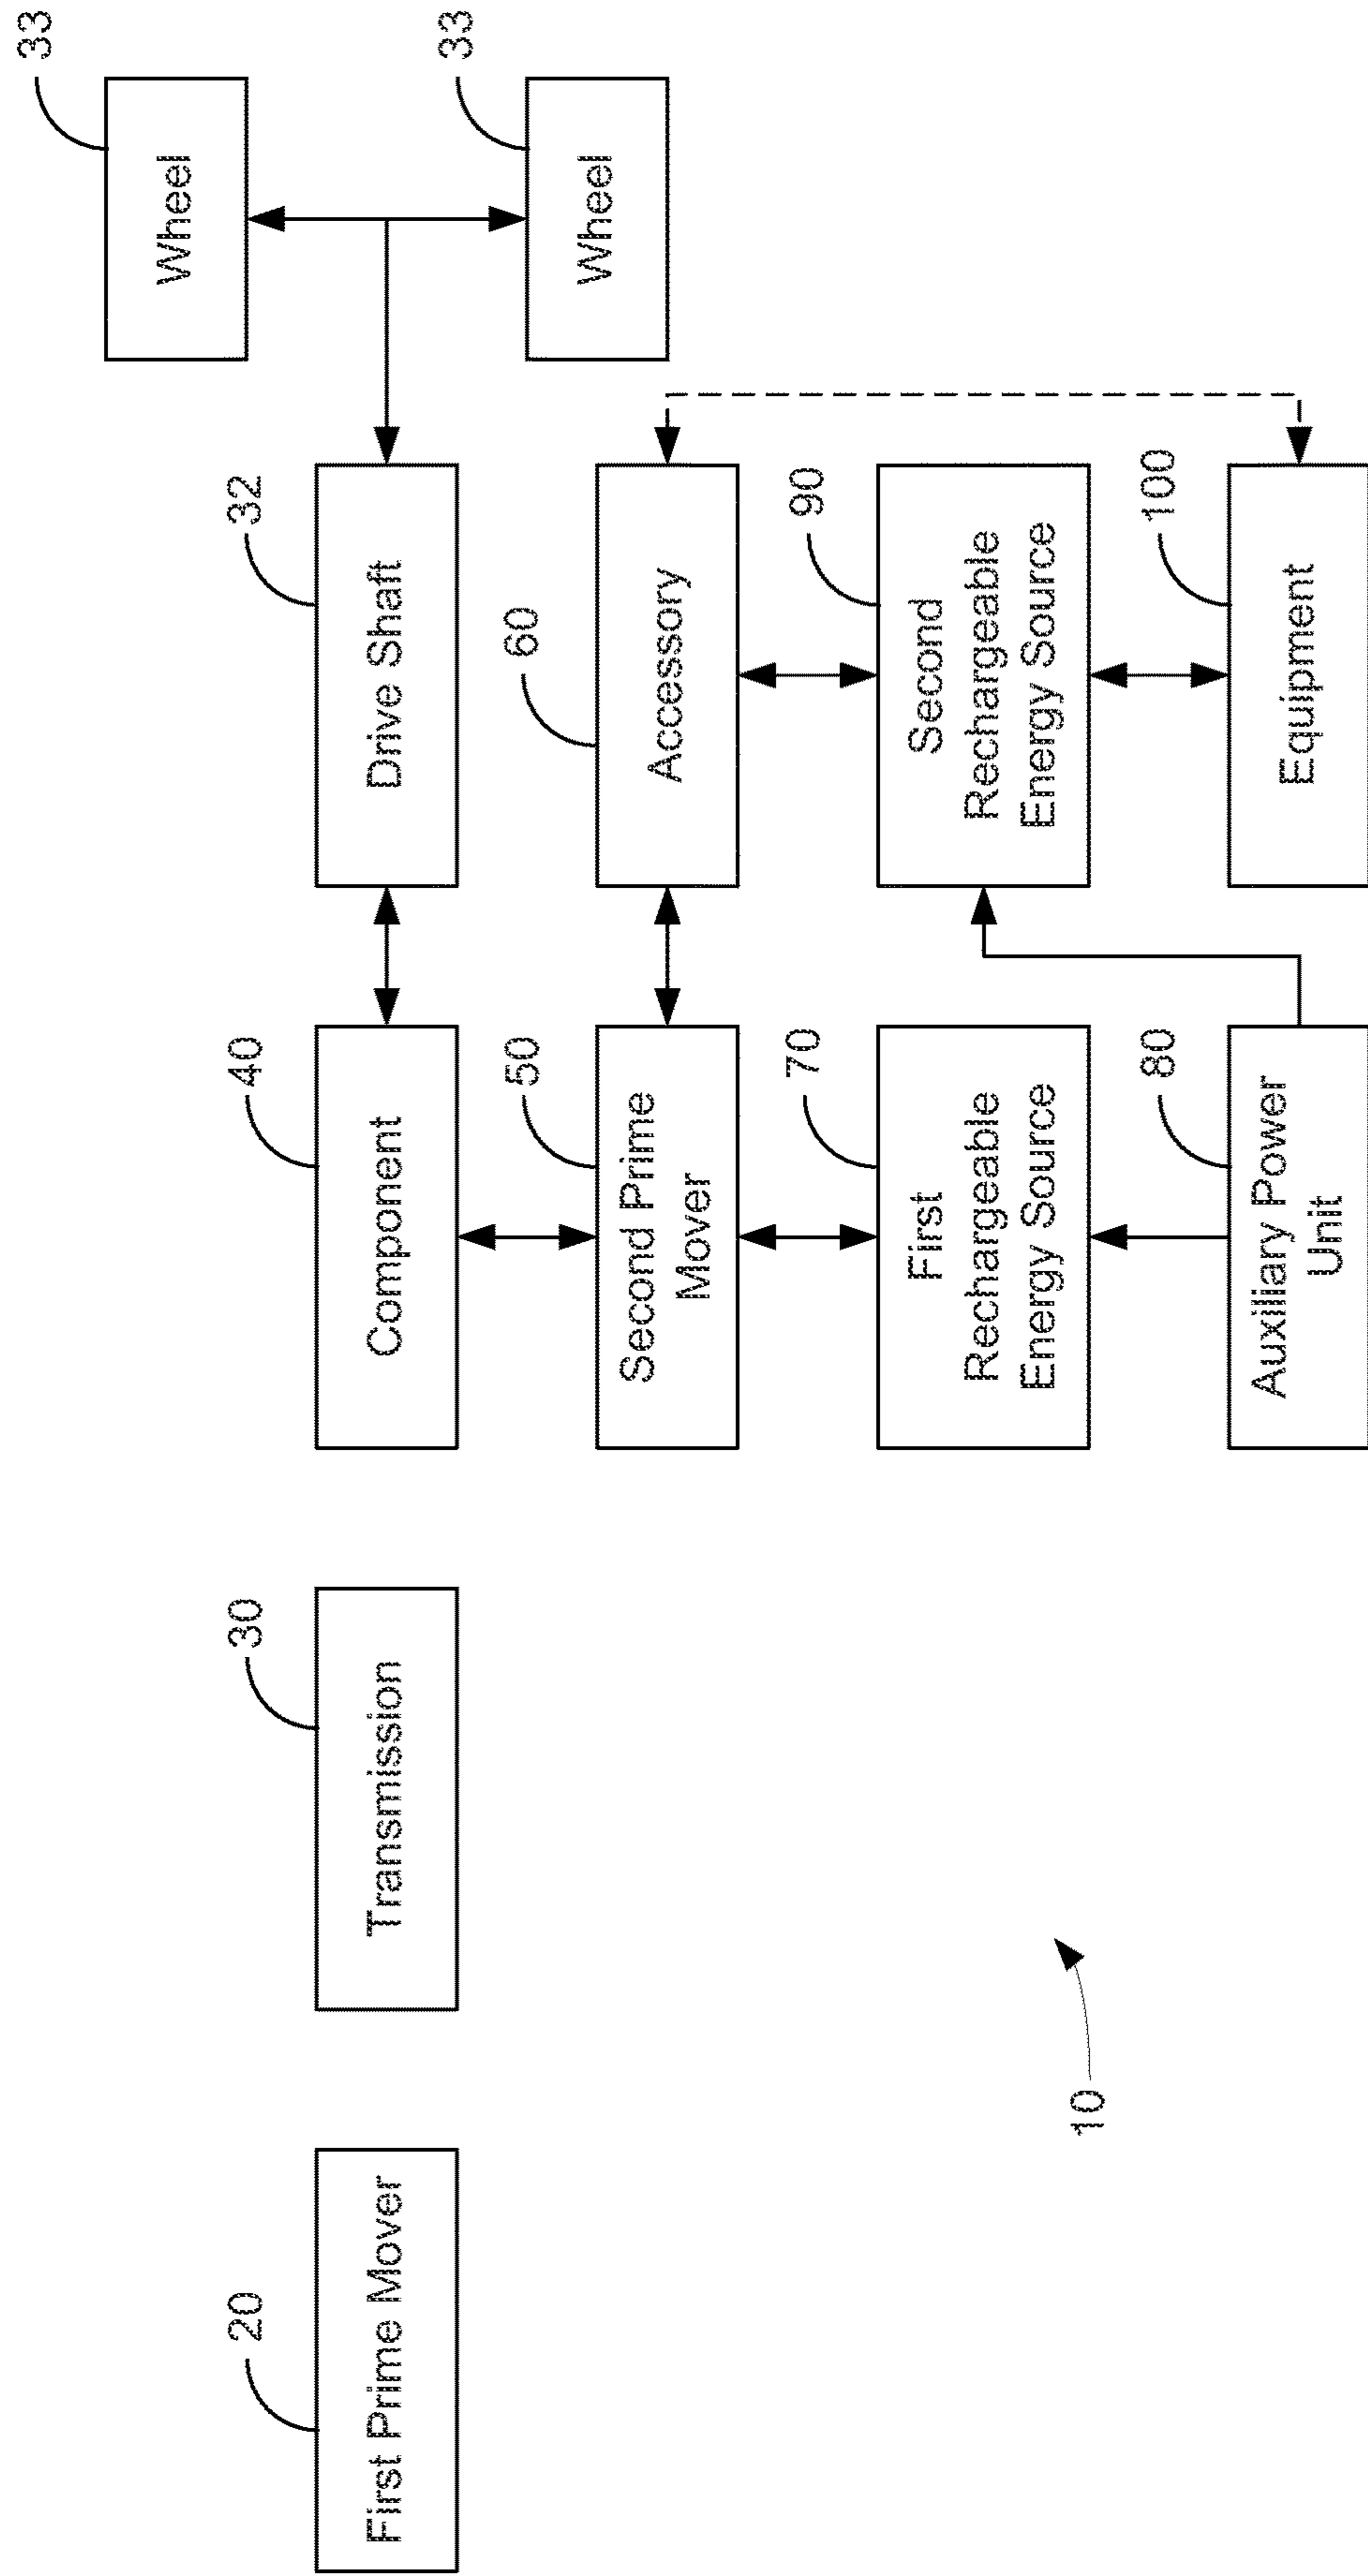 33
Wheel
33
Wheel
20
First Prime Mover
30
Transmission
40
Component
32
Drive Shaft
50
Second Prime
Mover
60
Accessory
70
First
Rechargeable
Energy Source
90
Second
Rechargeable
Energy Source
80
Auxiliary Power
Unit
100
Equipment
10